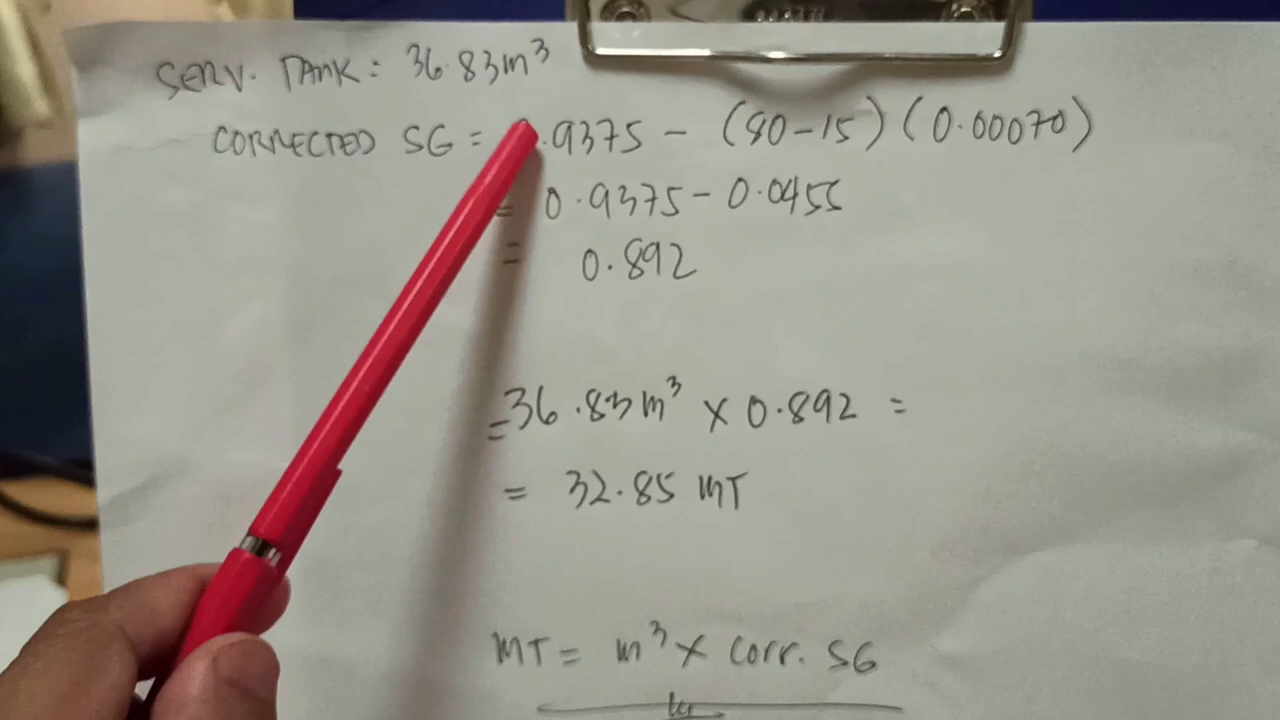 SERV. TANK = 36.83m³
CORRECTED SG = .9375 - (80-15)(0.00070)
= 0.9375 - 0.0455
= 0.892
= 36.83m³ x 0.892 =
= 32.85 MT
MT = m³ x Corr. SG